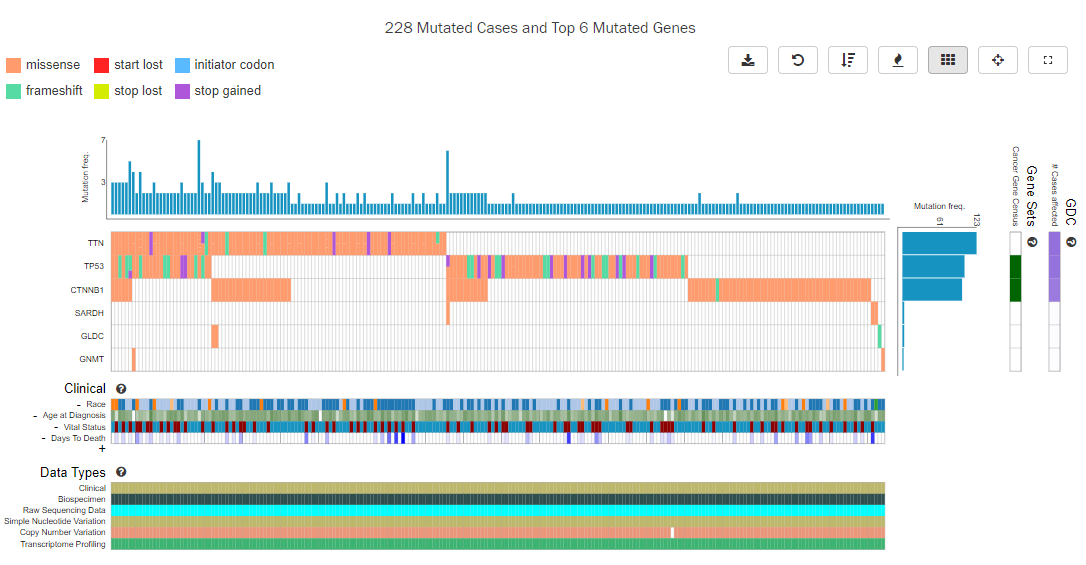 228 Mutated Cases and Top 6 Mutated Genes
missense
start lost
initiator codon
frameshift
stop lost
stop gained
7
3
Mutation freq.
Mutation freq.
61
123
Cancer Gene Census
Gene Sets
# Cases affected
GDC
TTN
TP53
CTNNB1
SARDH
GLDC
GNMT
Clinical
- Race
- Age at Diagnosis
- Vital Status
- Days To Death
+
Data Types
Clinical
Biospecimen
Raw Sequencing Data
Simple Nucleotide Variation
Copy Number Variation
Transcriptome Profiling